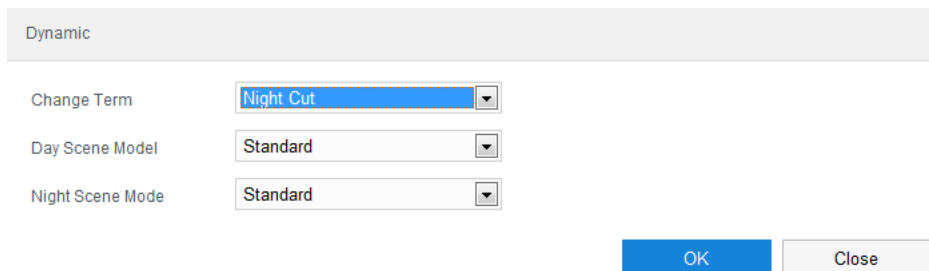 Dynamic
Change Term Night Cut
Day Scene Model Standard
Night Scene Mode Standard
OK Close